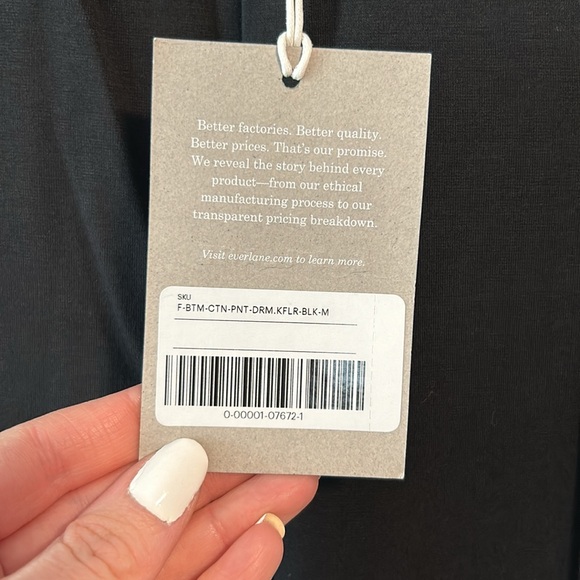 Better factories. Better quality.
Better prices. That's our promise.
We reveal the story behind every
product—from our ethical
manufacturing process to our
transparent pricing breakdown.
Visit everlane.com to learn more.
SKU
F-BTM-CTN-PNT-DRM.KFLR-BLK-M
0-00001-07672-1